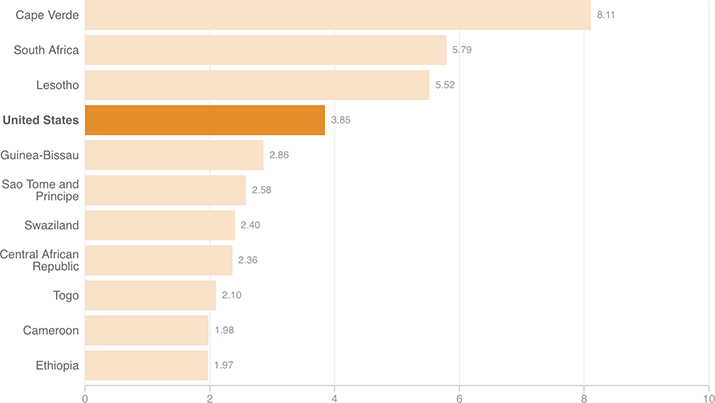 Cape Verde 8.11
South Africa 5.79
Lesotho 5.52
United States 3.85
Guinea-Bissau 2.86
Sao Tome and
Principe 2.58
Swaziland 2.40
Central African
Republic 2.36
Togo 2.10
Cameroon 1.98
Ethiopia 1.97
0 2 4 6 8 10